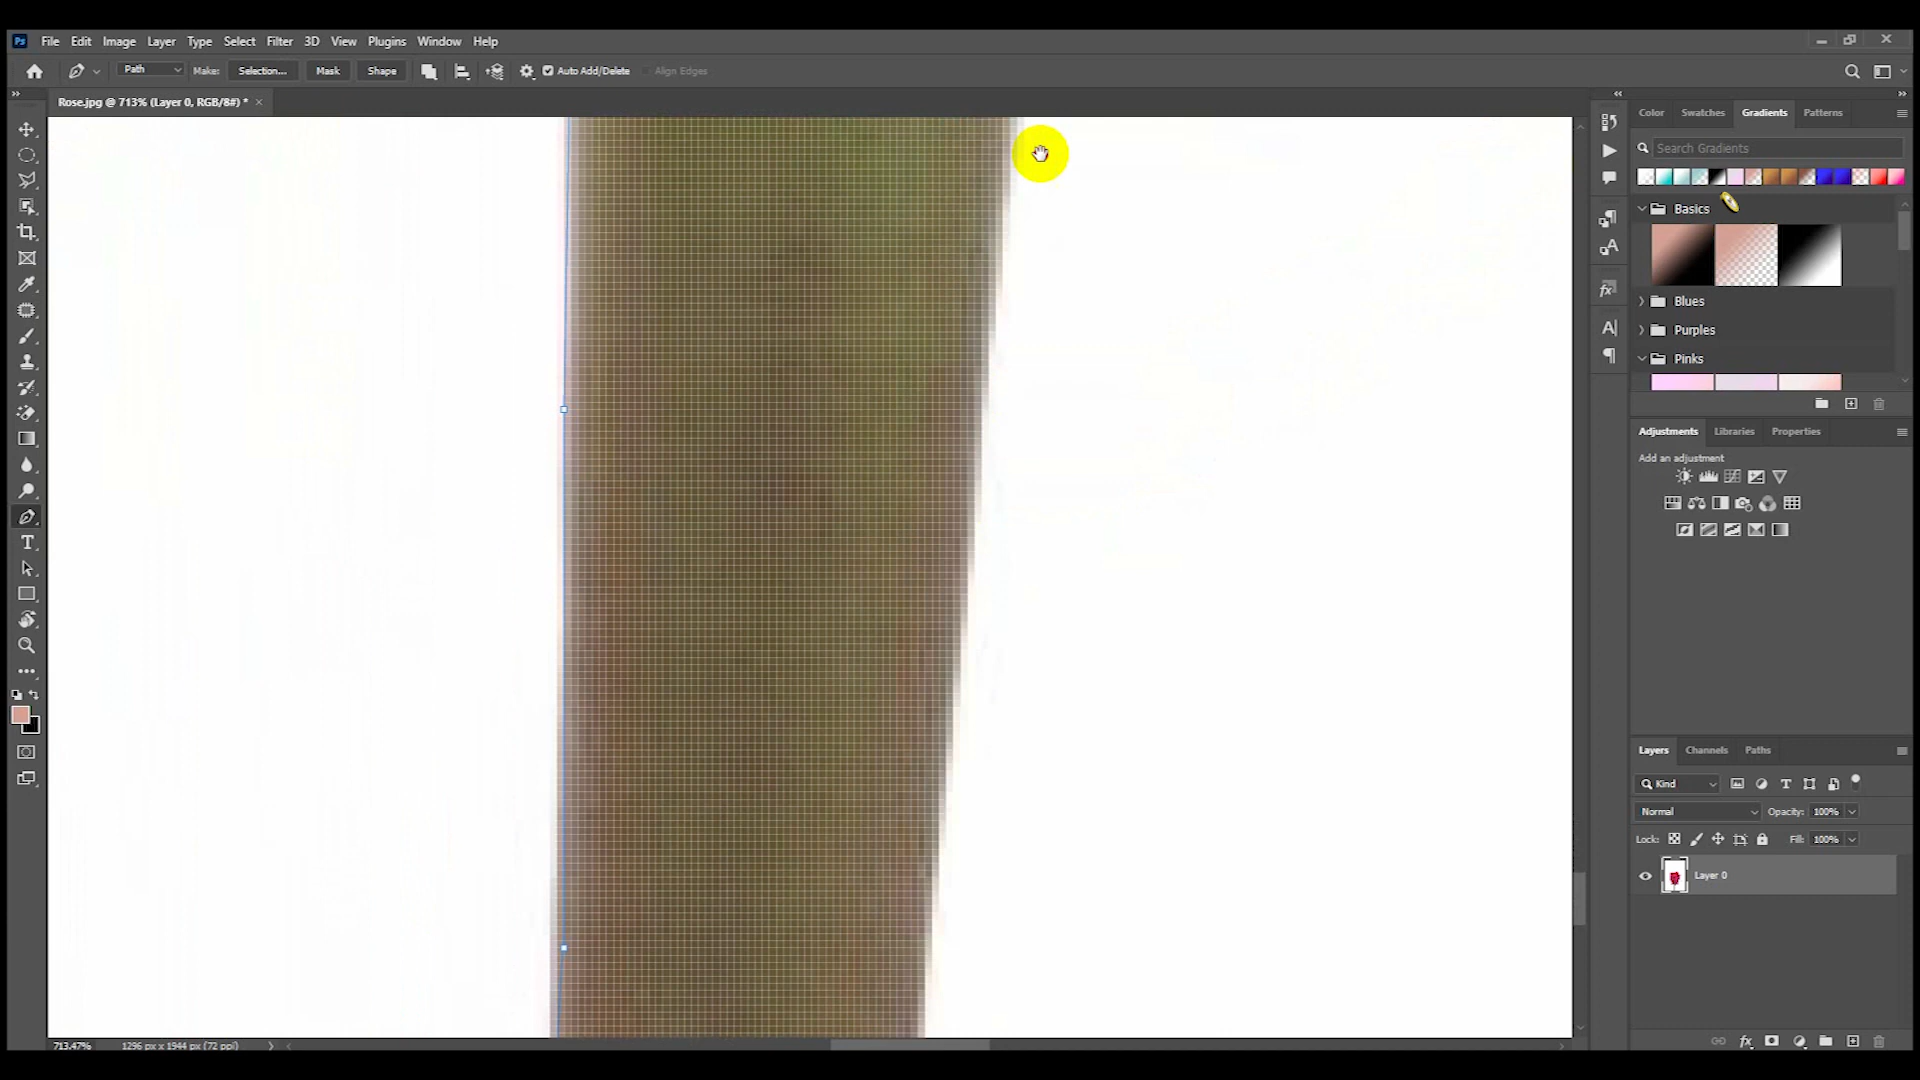 Ps File Edit Image Layer Type Select Filter 3D View Plugins Window Help
Path Make: Selection... Mask Shape Auto Add/Delete Align Edges
Rose.jpg @ 713% (Layer 0, RGB/8#) * ×
Color Swatches Gradients Patterns
Search Gradients
Basics
Blues
Purples
Pinks
Adjustments Libraries Properties
Add an adjustment
Layers Channels Paths
Kind
Normal Opacity: 100%
Lock: Fill: 100%
Layer 0
713.47% 1296 px x 1944 px (72 ppi)